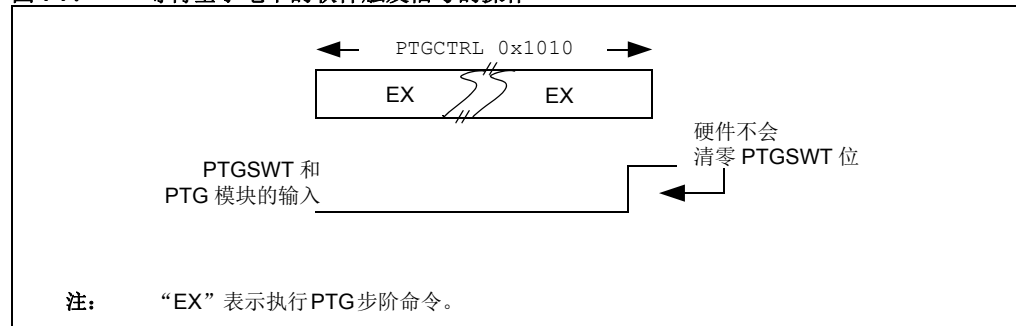 PTGCTRL 0x1010
EX EX
硬件不会
清零 PTGSWT 位
PTGSWT 和
PTG 模块的输入
注： “EX”表示执行PTG步阶命令。